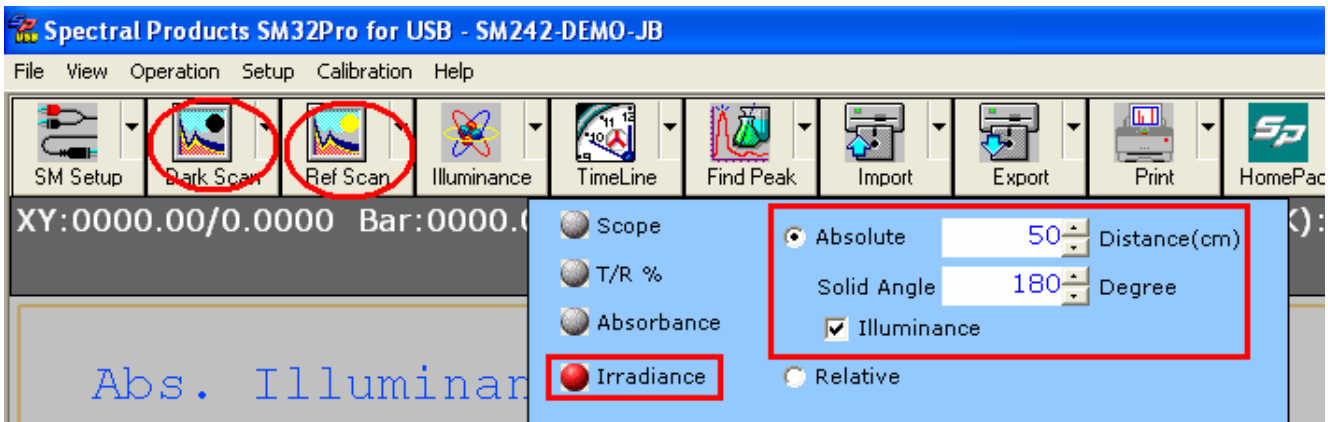 Spectral Products SM32Pro for USB - SM242-DEMO-JB
File View Operation Setup Calibration Help
SM Setup Dark Scan Ref Scan Illuminance TimeLine Find Peak Import Export Print HomePac
XY:0000.00/0.0000 Bar:0000.
Scope
Absolute 50 Distance(cm)
T/R %
Solid Angle 180 Degree
Absorbance
Illuminance
Irradiance
Relative
Abs. Illuminan